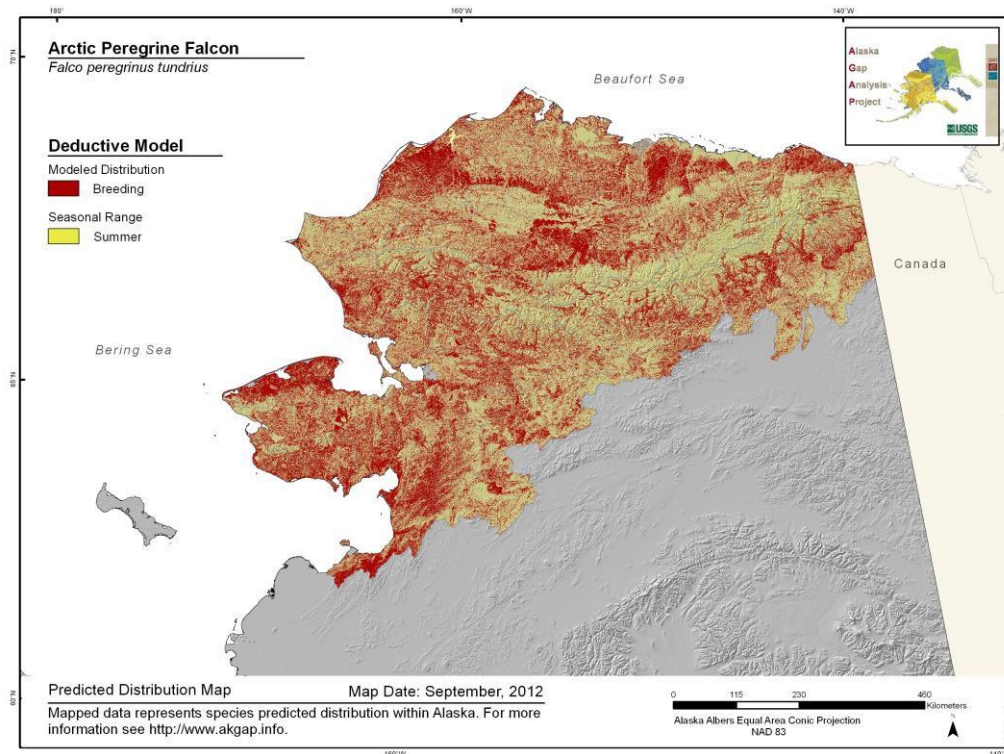 180°
160°W
140°W
70°N
Arctic Peregrine Falcon
Falco peregrinus tundrius
Beaufort Sea
Alaska
Gap
Analysis
Project
USGS
Deductive Model
Modeled Distribution
Breeding
Seasonal Range
Summer
Canada
Bering Sea
65°N
65°N
Predicted Distribution Map
Map Date: September, 2012
Mapped data represents species predicted distribution within Alaska. For more
information see http://www.akgap.info.
0 115 230 460
Kilometers
Alaska Albers Equal Area Conic Projection
NAD 83
N
60°N
160°W